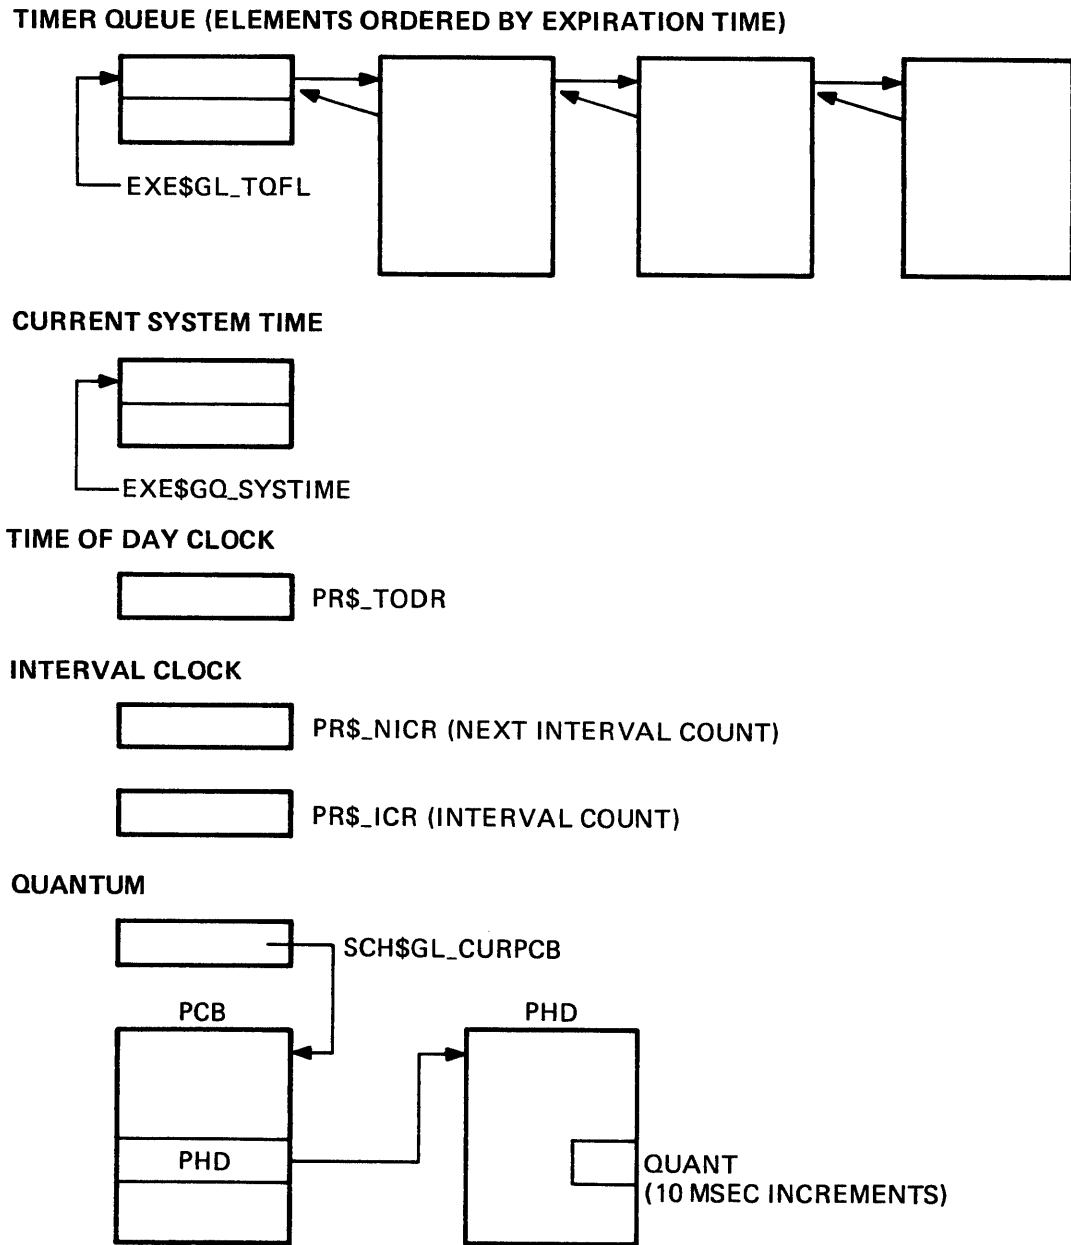 TIMER QUEUE (ELEMENTS ORDERED BY EXPIRATION TIME)
EXE$GL_TQFL
CURRENT SYSTEM TIME
EXE$GQ_SYSTIME
TIME OF DAY CLOCK
PR$_TODR
INTERVAL CLOCK
PR$_NICR (NEXT INTERVAL COUNT)
PR$_ICR (INTERVAL COUNT)
QUANTUM
SCH$GL_CURPCB
PCB
PHD
PHD
QUANT
(10 MSEC INCREMENTS)